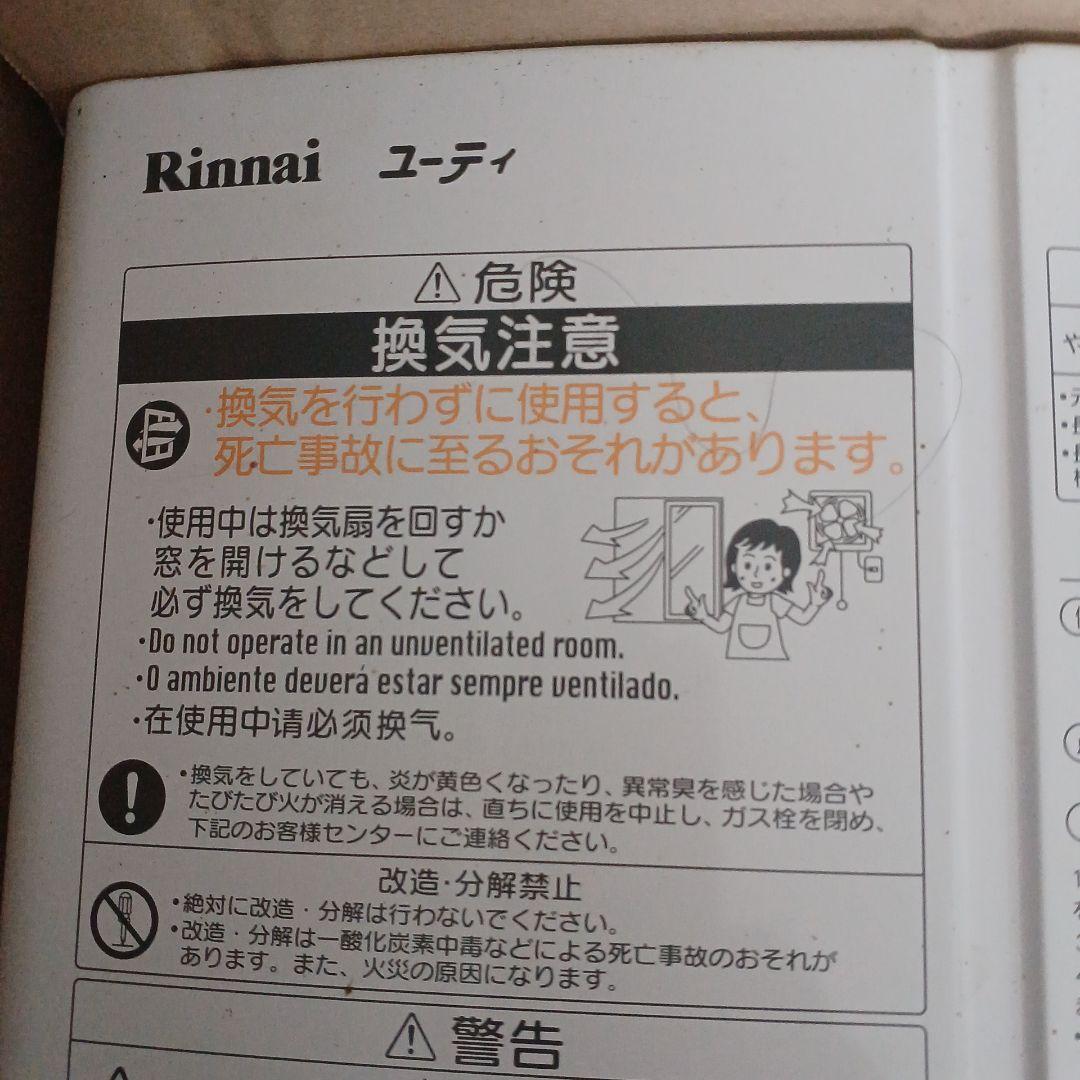 Rinnai ユーティ
⚠危険
換気注意
・換気を行わずに使用すると、
死亡事故に至るおそれがあります。
・使用中は換気扇を回すか
窓を開けるなどして
必ず換気をしてください。
・Do not operate in an unventilated room.
・O ambiente deverá estar sempre ventilado.
・在使用中请必须换气。
・換気をしていても、炎が黄色くなったり、異常臭を感じた場合や
たびたび火が消える場合は、直ちに使用を中止し、ガス栓を閉め、
下記のお客様センターにご連絡ください。
改造・分解禁止
・絶対に改造・分解は行わないでください。
・改造・分解は一酸化炭素中毒などによる死亡事故のおそれが
あります。また、火災の原因になります。
⚠警告